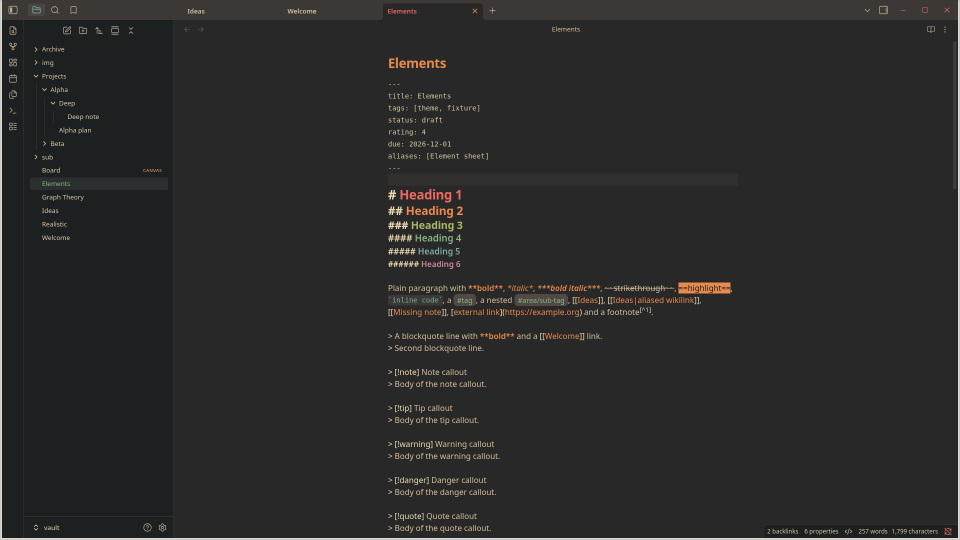 Ideas
Welcome
Elements
Elements
Archive
img
Projects
Alpha
Deep
Deep note
Alpha plan
Beta
sub
Board
CANVAS
Elements
Graph Theory
Ideas
Realistic
Welcome
vault
Elements
---
title: Elements
tags: [theme, fixture]
status: draft
rating: 4
due: 2026-12-01
aliases: [Element sheet]
---
# Heading 1
## Heading 2
### Heading 3
#### Heading 4
##### Heading 5
###### Heading 6
Plain paragraph with **bold**, *italic*, ***bold italic***, ~~strikethrough~~, ==highlight==,
`inline code`, a #tag, a nested #area/sub-tag, [[Ideas]], [[Ideas|aliased wikilink]],
[[Missing note]], [external link](https://example.org) and a footnote[^1].
> A blockquote line with **bold** and a [[Welcome]] link.
> Second blockquote line.
> [!note] Note callout
> Body of the note callout.
> [!tip] Tip callout
> Body of the tip callout.
> [!warning] Warning callout
> Body of the warning callout.
> [!danger] Danger callout
> Body of the danger callout.
> [!quote] Quote callout
> Body of the quote callout.
2 backlinks 6 properties </> 257 words 1,799 characters